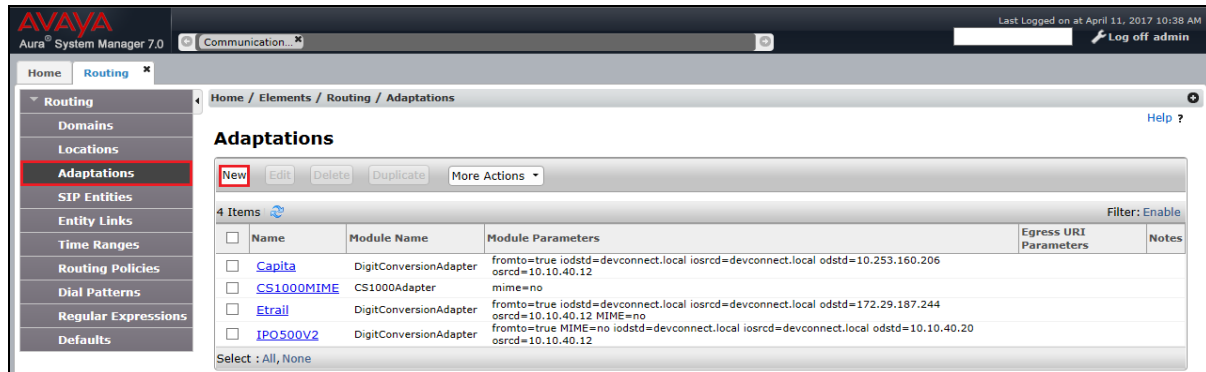 AVAYA
Last Logged on at April 11, 2017 10:38 AM
Aura® System Manager 7.0
Communication...
Log off admin
Home
Routing
Routing
Home / Elements / Routing / Adaptations
Help ?
Domains
Locations
Adaptations
SIP Entities
Entity Links
Time Ranges
Routing Policies
Dial Patterns
Regular Expressions
Defaults
Adaptations
New Edit Delete Duplicate More Actions
4 Items
Filter: Enable
Name Module Name Module Parameters Egress URI Parameters Notes
Capita DigitConversionAdapter fromto=true iodstd=devconnect.local iosrcd=devconnect.local odstd=10.253.160.206
osrcd=10.10.40.12
CS1000MIME CS1000Adapter mime=no
Etrail DigitConversionAdapter fromto=true iodstd=devconnect.local iosrcd=devconnect.local odstd=172.29.187.244
osrcd=10.10.40.12 MIME=no
IPO500V2 DigitConversionAdapter fromto=true MIME=no iodstd=devconnect.local iosrcd=devconnect.local odstd=10.10.40.20
osrcd=10.10.40.12
Select : All, None